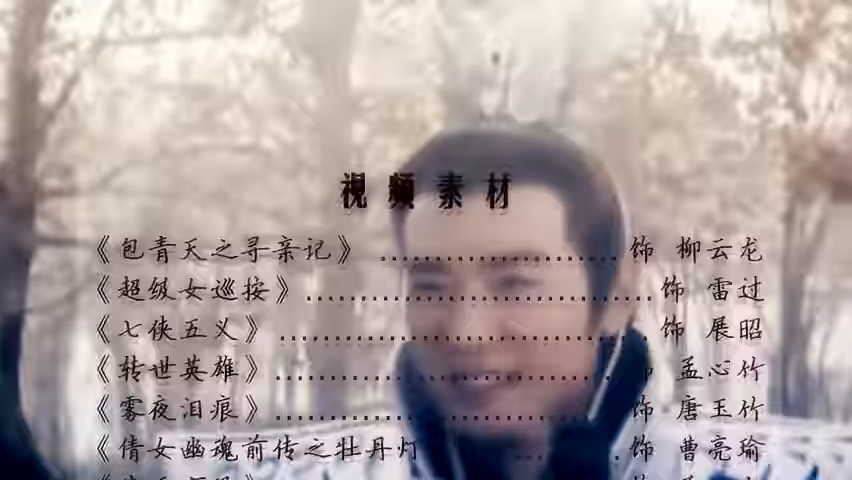 视频素材
《包青天之寻亲记》 ........................ 饰 柳云龙
《超级女巡按》 ........................ 饰 雷过
《七侠五义》 ........................ 饰 展昭
《转世英雄》 ........................ 饰 孟心竹
《雾夜泪痕》 ........................ 饰 唐玉竹
《倩女幽魂前传之牡丹灯 ........ 饰 曹亮瑜